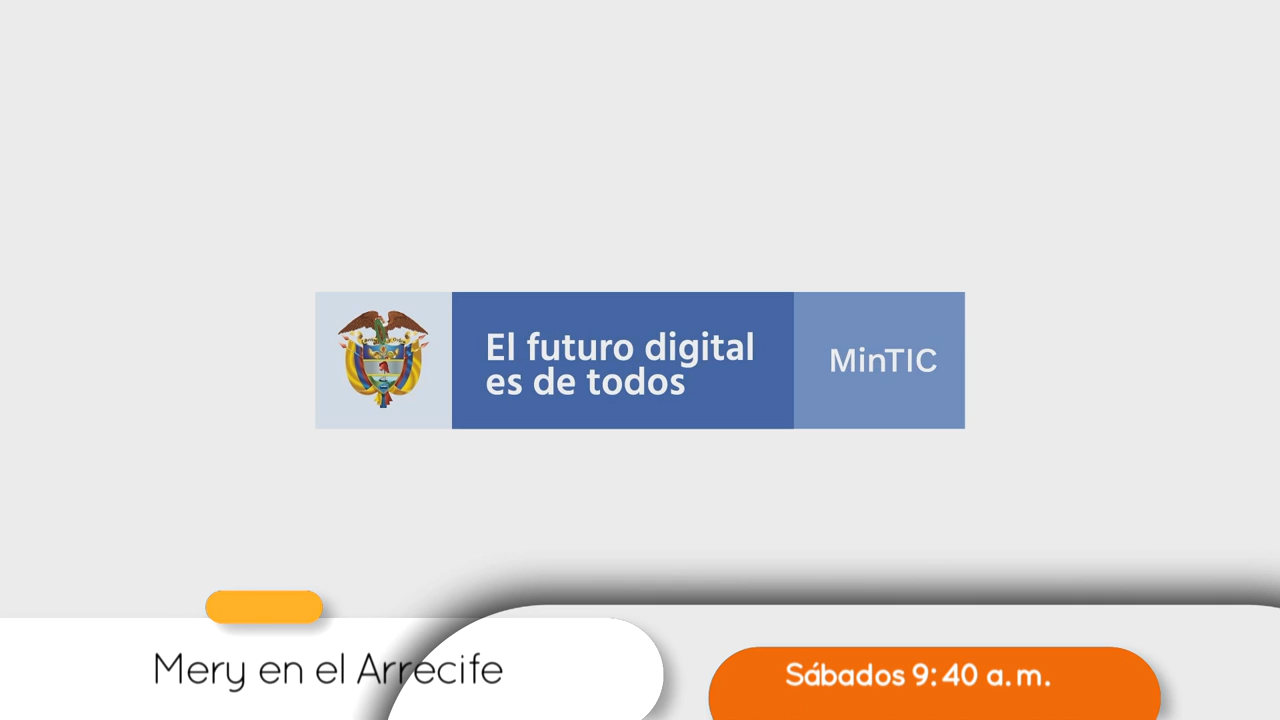 El futuro digital
es de todos
MinTIC
Mery en el Arrecife
Sábados 9:40 a.m.